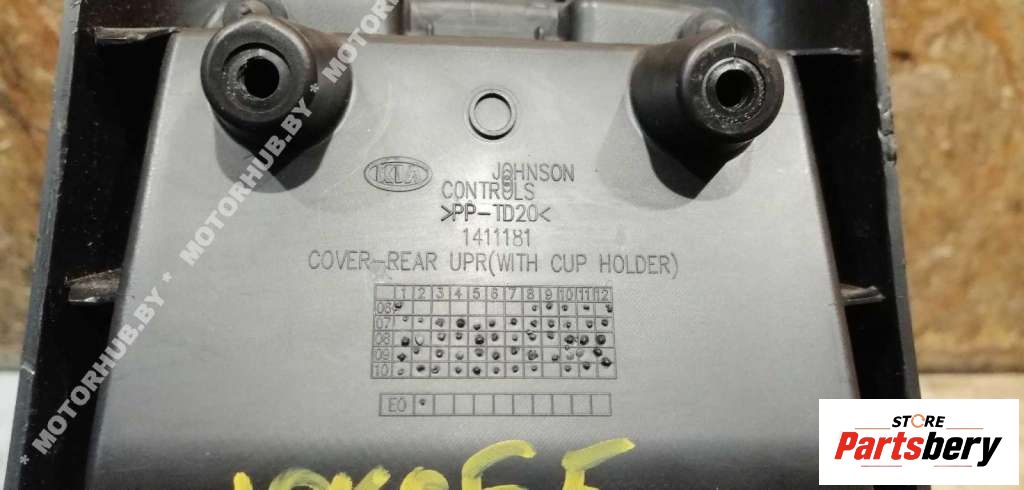 KIA
JOHNSON
CONTROLS
>PP-TD20<
1411181
COVER-REAR UPR(WITH CUP HOLDER)
1 2 3 4 5 6 7 8 9 10 11 12
06
07
08
09
10
E0
MOTORHUB.BY * MOTORHUB.BY * MOTORHUB.BY * MOTORHUB.BY
STORE
Partsbery